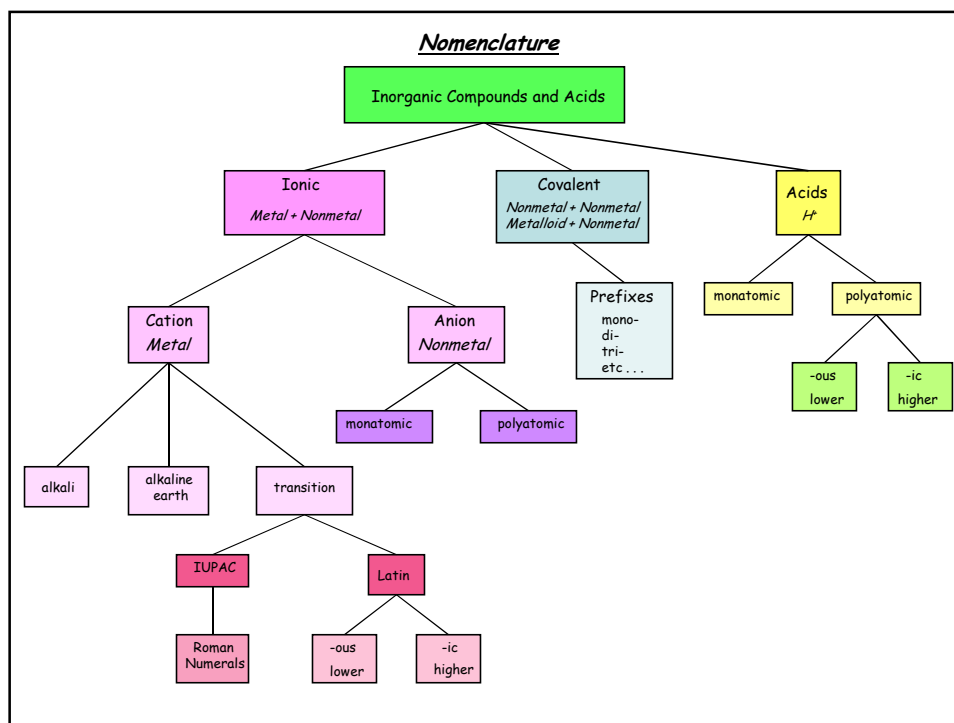 Nomenclature
Inorganic Compounds and Acids
Ionic
Metal + Nonmetal
Covalent
Nonmetal + Nonmetal
Metalloid + Nonmetal
Acids
H⁺
Cation
Metal
Anion
Nonmetal
Prefixes
mono-
di-
tri-
etc . . .
monatomic
polyatomic
-ous
lower
-ic
higher
monatomic
polyatomic
alkali
alkaline
earth
transition
IUPAC
Latin
Roman
Numerals
-ous
lower
-ic
higher